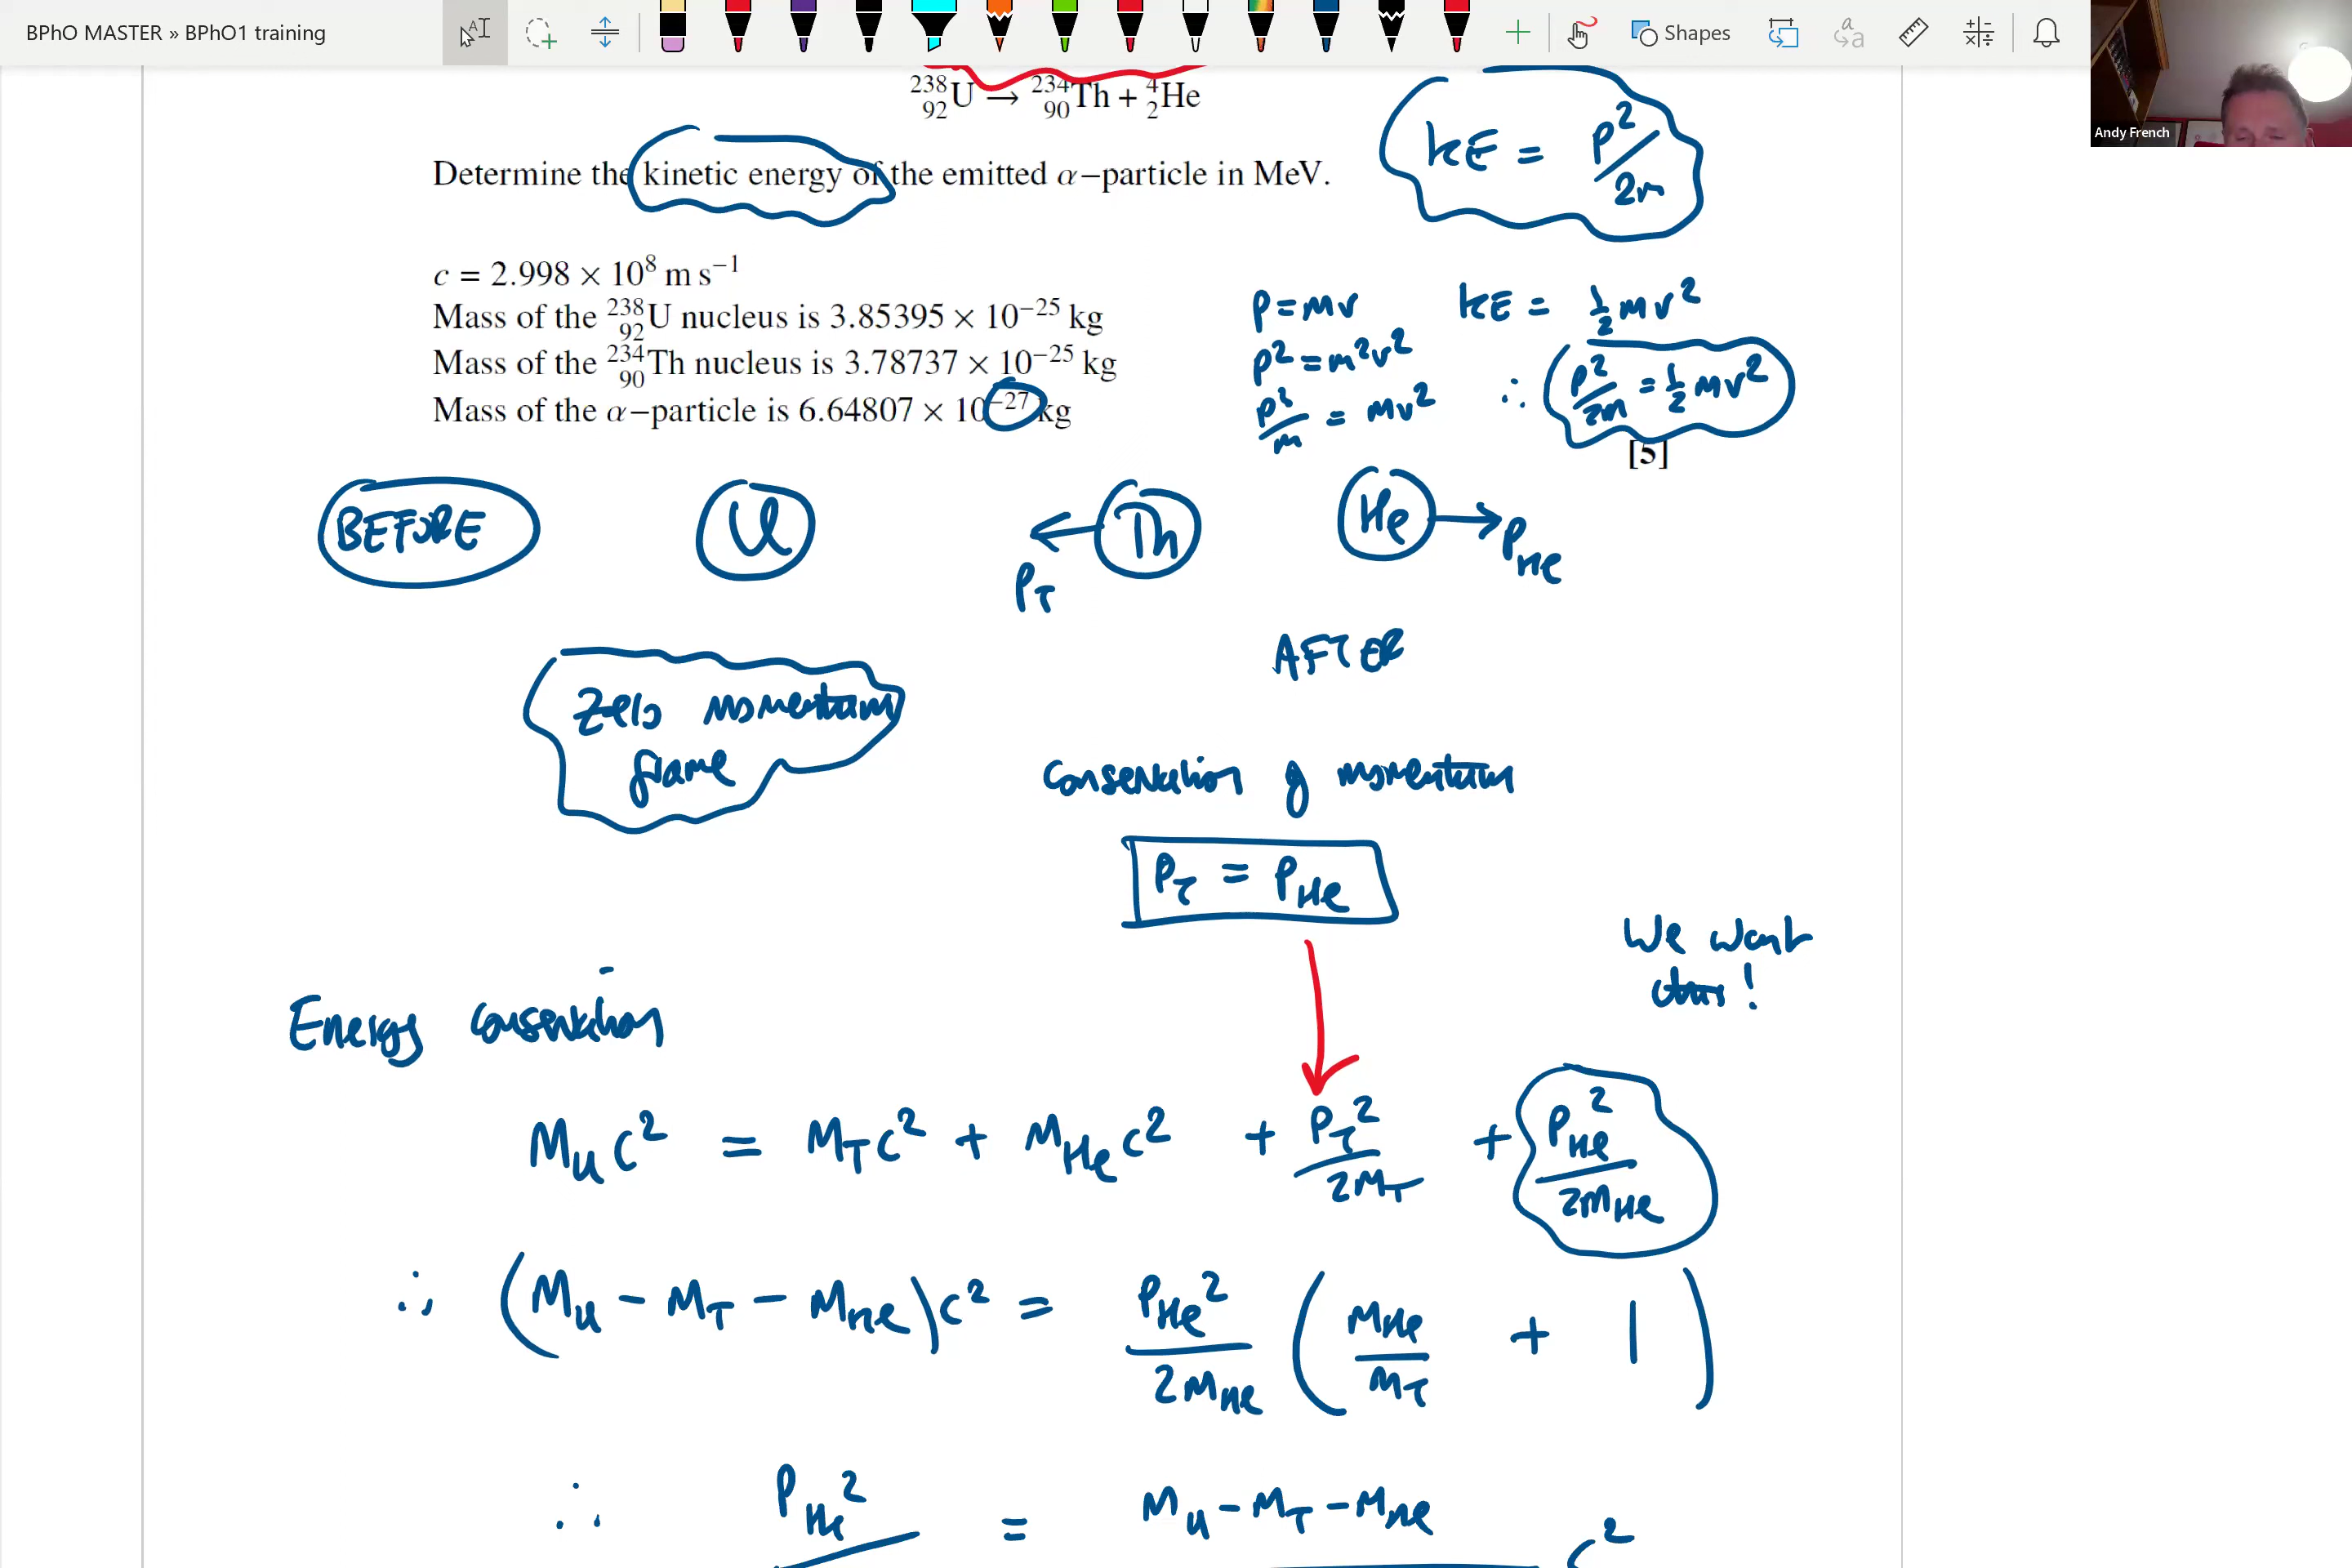 BPhO MASTER » BPhO1 training
Shapes
Andy French
²³⁸₉₂U → ²³⁴₉₀Th + ⁴₂He
KE = p²/2m
Determine the kinetic energy of the emitted α−particle in MeV.
c = 2.998 × 10⁸ m s⁻¹
Mass of the ²³⁸₉₂U nucleus is 3.85395 × 10⁻²⁵ kg
Mass of the ²³⁴₉₀Th nucleus is 3.78737 × 10⁻²⁵ kg
Mass of the α−particle is 6.64807 × 10⁻²⁷ kg
p = mv
p² = m²v²
p²/m = mv²
KE = ½mv²
∴ p²/2m = ½mv²
[5]
BEFORE
U
Th
P_T
He
P_He
AFTER
Zero momentum
frame
Conservation of momentum
P_T = P_He
We want
this!
Energy conservation
M_U c² = M_T c² + M_He c² + P_T²/2M_T + P_He²/2M_He
∴ (M_U − M_T − M_He)c² = P_He²/2M_He (M_He/M_T + 1)
∴ P_He² = M_U − M_T − M_He c²